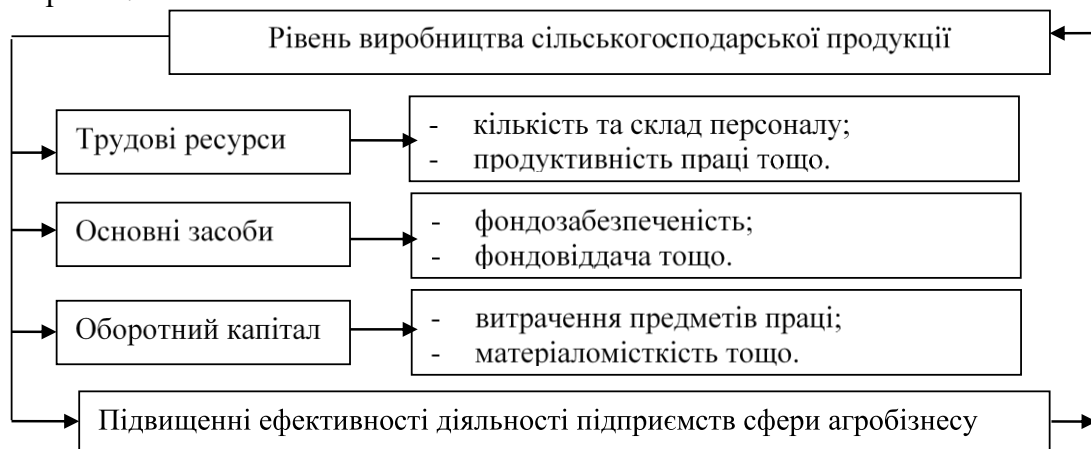 Рівень виробництва сільськогосподарської продукції
Трудові ресурси
- кількість та склад персоналу;
- продуктивність праці тощо.
Основні засоби
- фондозабезпеченість;
- фондовіддача тощо.
Оборотний капітал
- витрачення предметів праці;
- матеріаломісткість тощо.
Підвищенні ефективності діяльності підприємств сфери агробізнесу